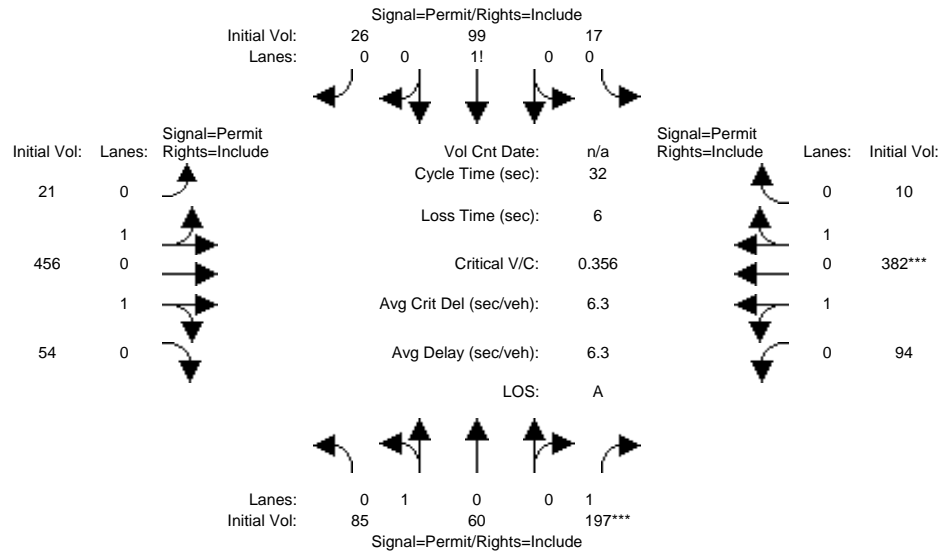 Signal=Permit/Rights=Include
Initial Vol: 26 99 17
Lanes: 0 0 1! 0 0
Signal=Permit
Initial Vol: Lanes: Rights=Include
Vol Cnt Date: n/a
Signal=Permit
Rights=Include Lanes: Initial Vol:
Cycle Time (sec): 32
21 0
0 10
Loss Time (sec): 6
1
1
456 0
Critical V/C: 0.356
0 382***
1
Avg Crit Del (sec/veh): 6.3
1
54 0
Avg Delay (sec/veh): 6.3
0 94
LOS: A
Lanes: 0 1 0 0 1
Initial Vol: 85 60 197***
Signal=Permit/Rights=Include